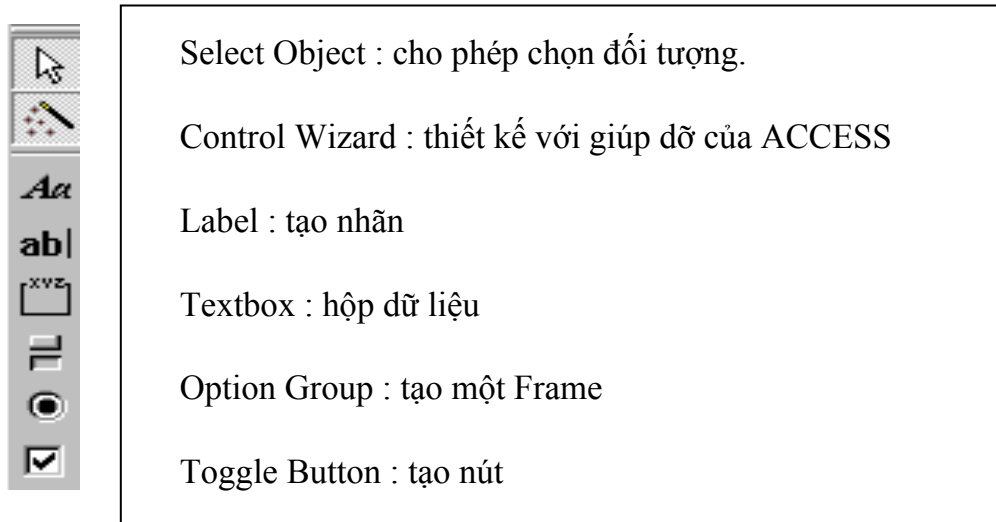 Select Object : cho phép chọn đối tượng.
Control Wizard : thiết kế với giúp dỡ của ACCESS
Aa
Label : tạo nhãn
ab|
xyz
Textbox : hộp dữ liệu
Option Group : tạo một Frame
Toggle Button : tạo nút